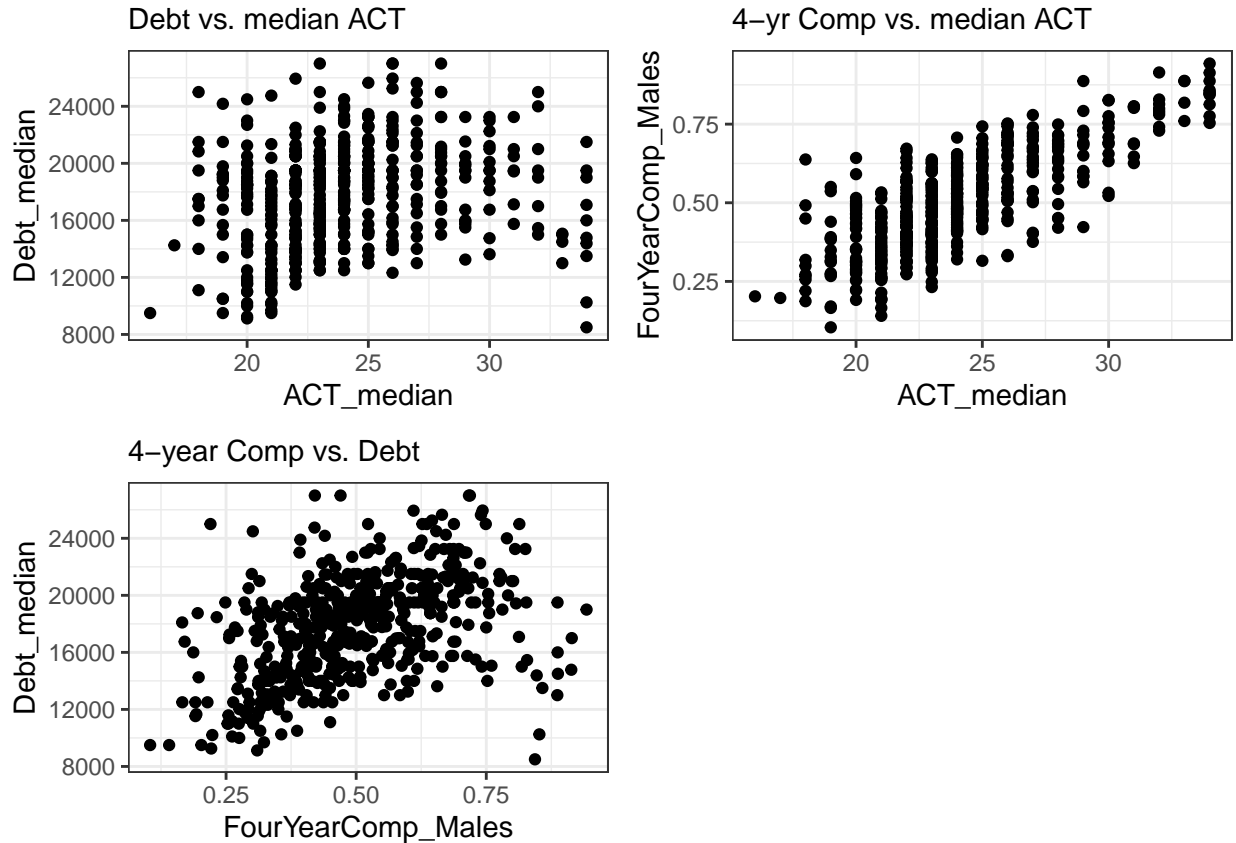 Debt vs. median ACT
Debt_median
24000
20000
16000
12000
8000
20 25 30
ACT_median
4−yr Comp vs. median ACT
FourYearComp_Males
0.75
0.50
0.25
20 25 30
ACT_median
4−year Comp vs. Debt
Debt_median
24000
20000
16000
12000
8000
0.25 0.50 0.75
FourYearComp_Males